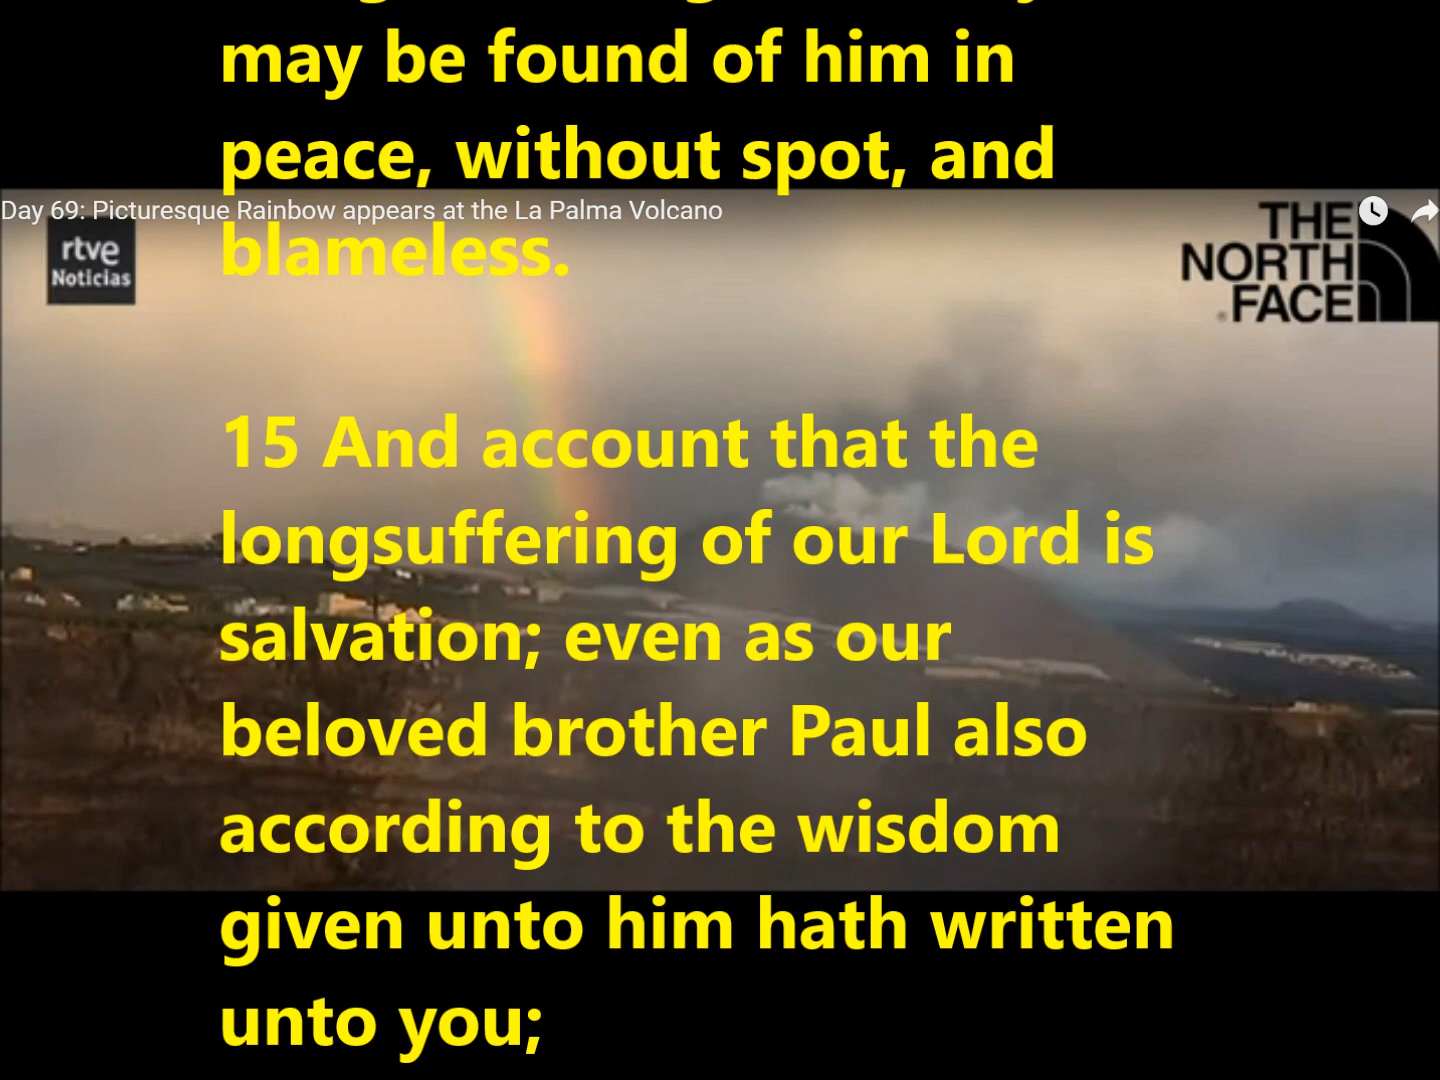 may be found of him in
peace, without spot, and
Day 69: Picturesque Rainbow appears at the La Palma Volcano
rtve
Noticias
THE
NORTH
FACE
blameless.
15 And account that the
longsuffering of our Lord is
salvation; even as our
beloved brother Paul also
according to the wisdom
given unto him hath written
unto you;